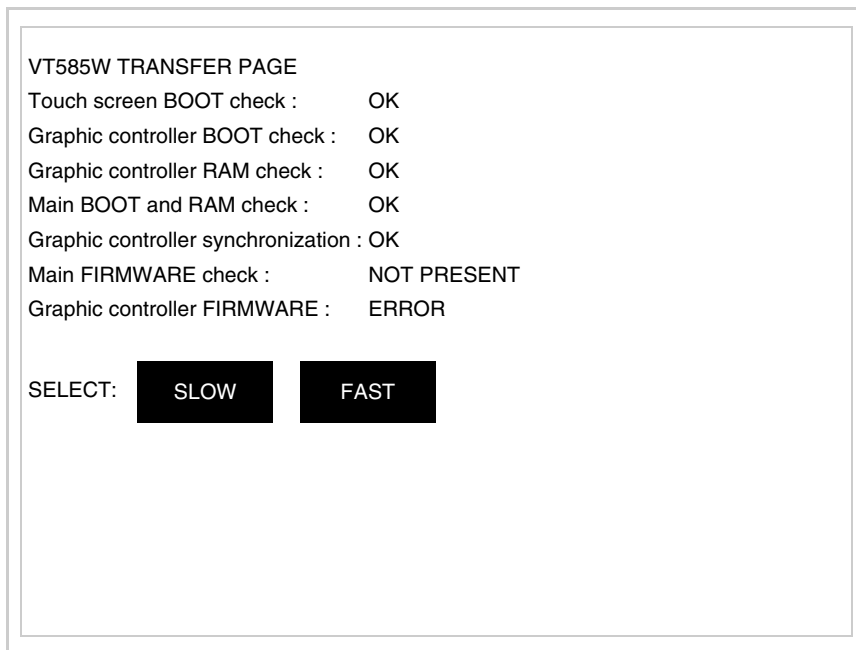 VT585W TRANSFER PAGE
Touch screen BOOT check : OK
Graphic controller BOOT check : OK
Graphic controller RAM check : OK
Main BOOT and RAM check : OK
Graphic controller synchronization : OK
Main FIRMWARE check : NOT PRESENT
Graphic controller FIRMWARE : ERROR
SELECT: SLOW FAST